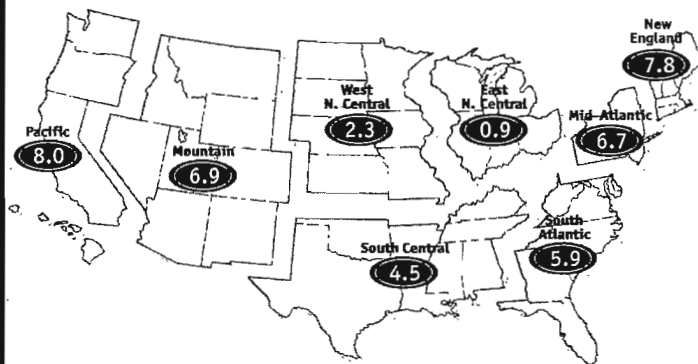 New
England
7.8
West
N. Central
2.3
East
N. Central
0.9
Mid-Atlantic
6.7
Pacific
8.0
Mountain
6.9
South Central
4.5
South
Atlantic
5.9